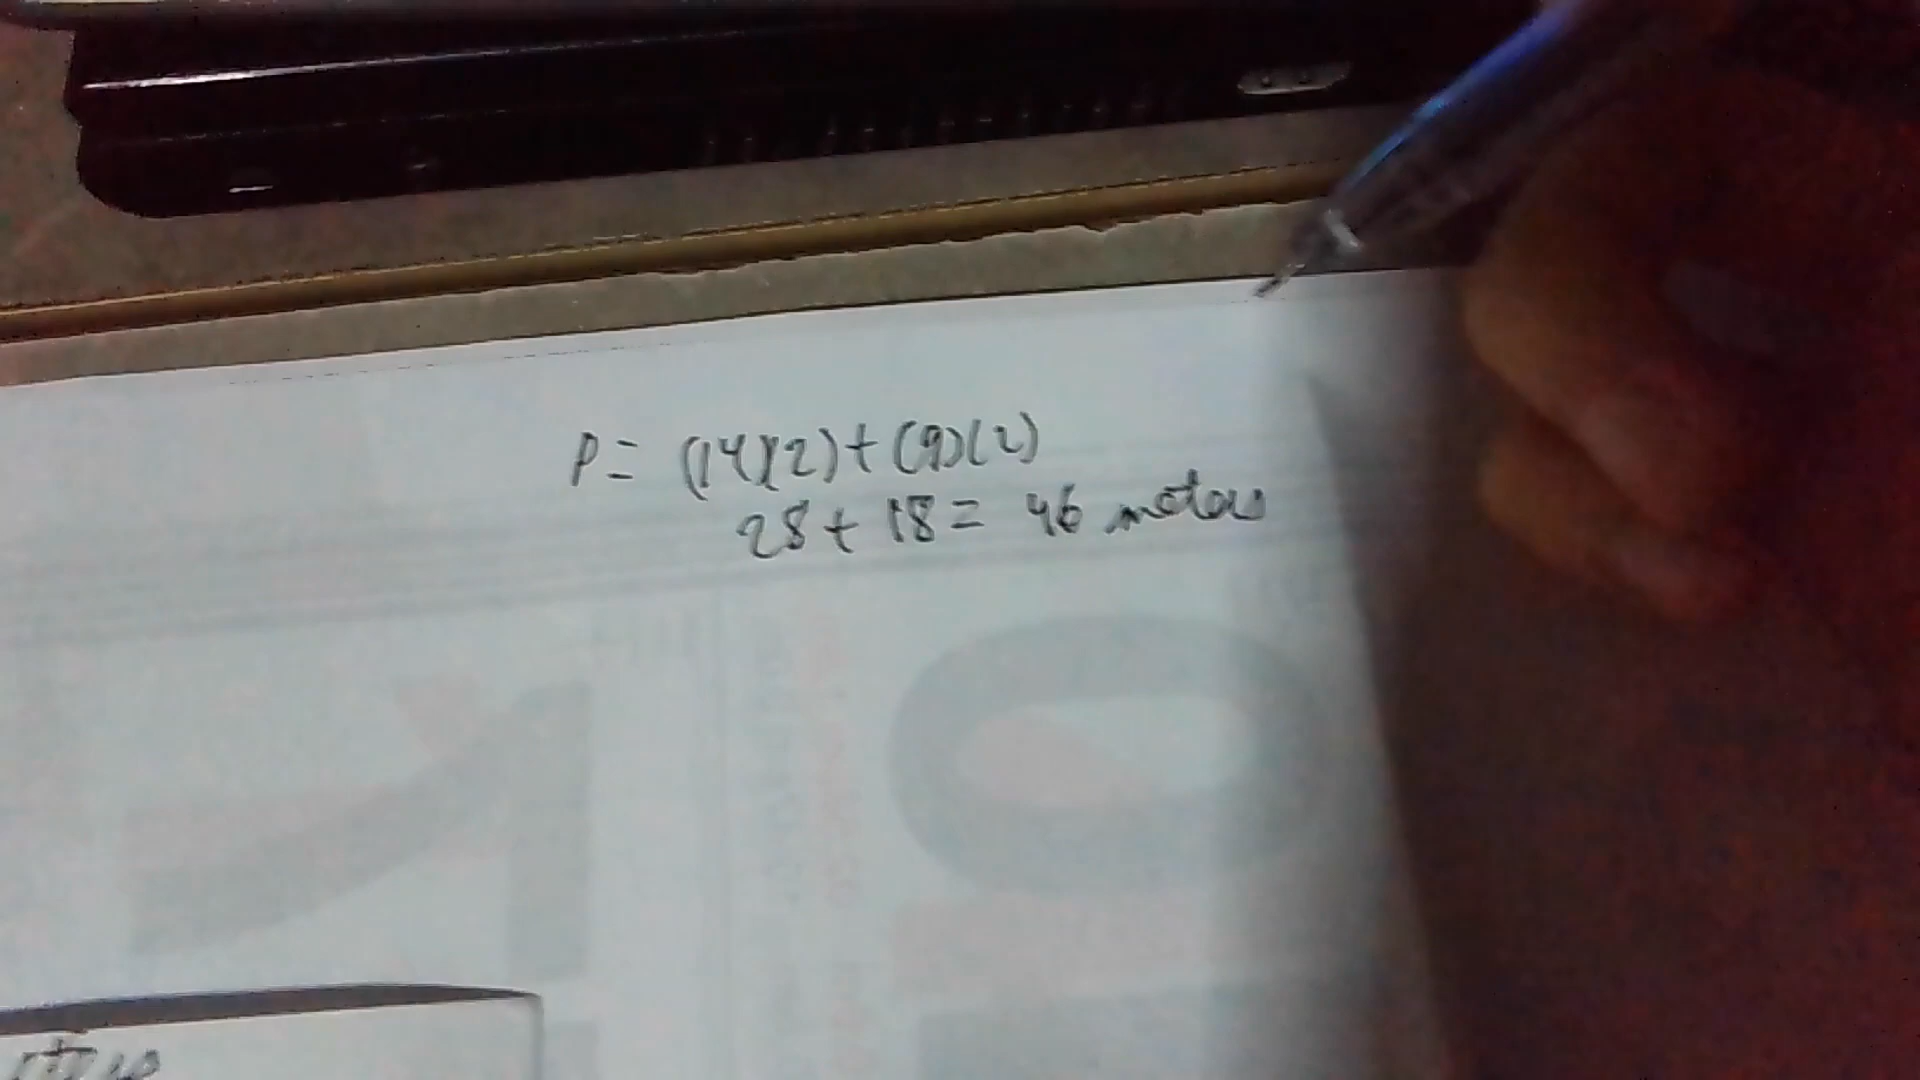 P = (14)(2) + (9)(2)
28 + 18 = 46 meters